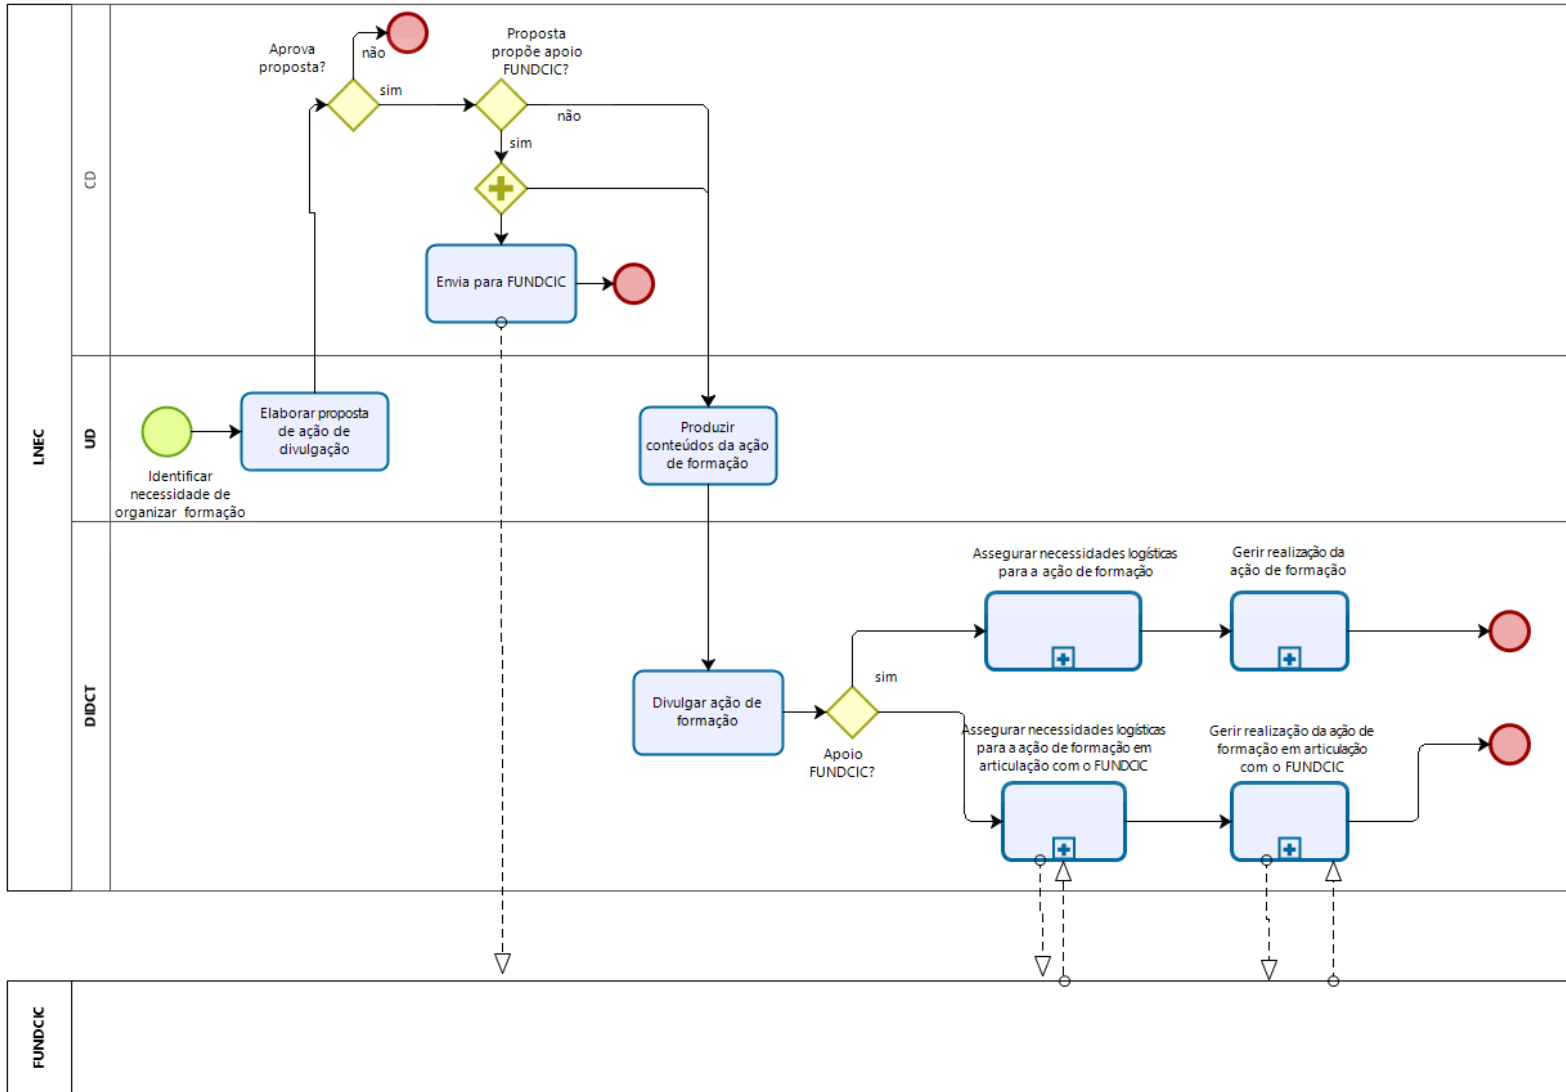 LNEC
CD
Aprova
proposta?
não
sim
Proposta
propõe apoio
FUNDCIC?
não
sim
Envia para FUNDCIC
UD
Identificar
necessidade de
organizar formação
Elaborar proposta
de ação de
divulgação
Produzir
conteúdos da ação
de formação
DIDCT
Divulgar ação de
formação
Apoio
FUNDCIC?
sim
Assegurar necessidades logísticas
para a ação de formação
Gerir realização da
ação de formação
Assegurar necessidades logísticas
para a ação de formação em
articulação com o FUNDCIC
Gerir realização da ação de
formação em articulação
com o FUNDCIC
FUNDCIC